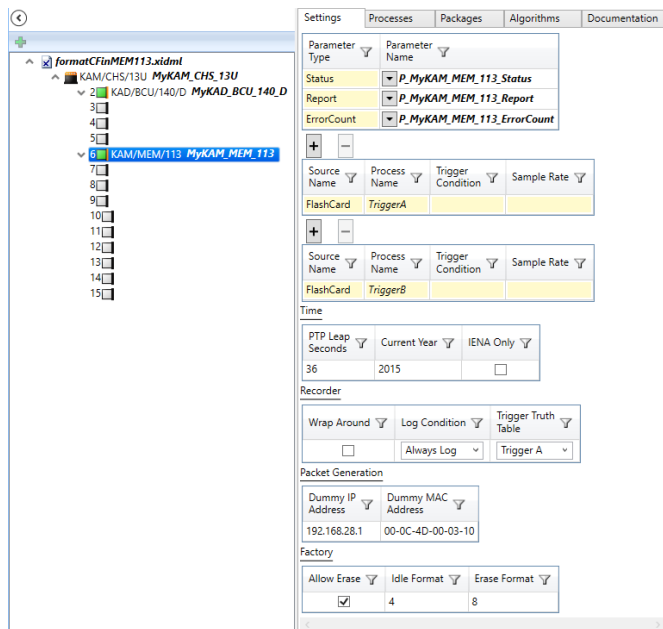 formatCFinMEM113.xidml
KAM/CHS/13U MyKAM_CHS_13U
2 KAD/BCU/140/D MyKAD_BCU_140_D
3
4
5
6 KAM/MEM/113 MyKAM_MEM_113
7
8
9
10
11
12
13
14
15
Settings Processes Packages Algorithms Documentation
Parameter Type Parameter Name
Status P_MyKAM_MEM_113_Status
Report P_MyKAM_MEM_113_Report
ErrorCount P_MyKAM_MEM_113_ErrorCount
+ −
Source Name Process Name Trigger Condition Sample Rate
FlashCard TriggerA
+ −
Source Name Process Name Trigger Condition Sample Rate
FlashCard TriggerB
Time
PTP Leap Seconds Current Year IENA Only
36 2015
Recorder
Wrap Around Log Condition Trigger Truth Table
Always Log Trigger A
Packet Generation
Dummy IP Address Dummy MAC Address
192.168.28.1 00-0C-4D-00-03-10
Factory
Allow Erase Idle Format Erase Format
4 8